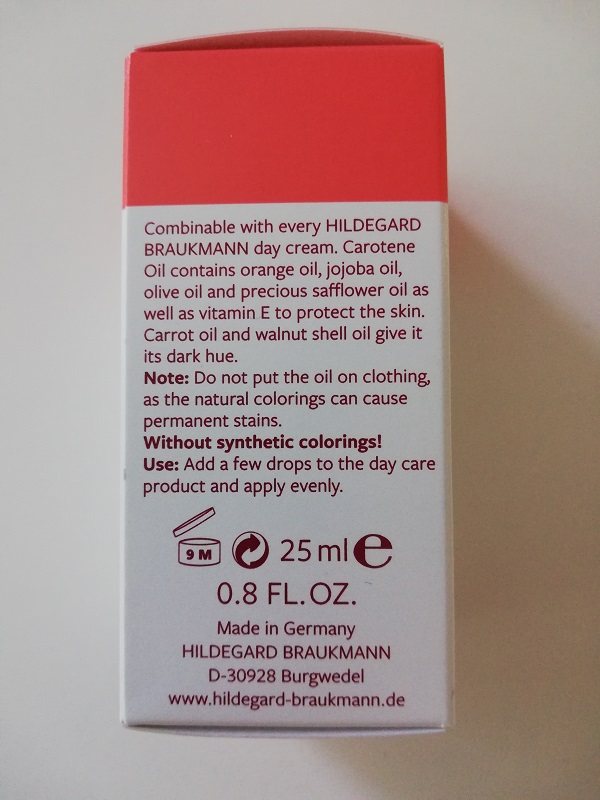 Combinable with every HILDEGARD
BRAUKMANN day cream. Carotene
Oil contains orange oil, jojoba oil,
olive oil and precious safflower oil as
well as vitamin E to protect the skin.
Carrot oil and walnut shell oil give it
its dark hue.
Note: Do not put the oil on clothing,
as the natural colorings can cause
permanent stains.
Without synthetic colorings!
Use: Add a few drops to the day care
product and apply evenly.
9 M 25 ml e
0.8 FL.OZ.
Made in Germany
HILDEGARD BRAUKMANN
D-30928 Burgwedel
www.hildegard-braukmann.de